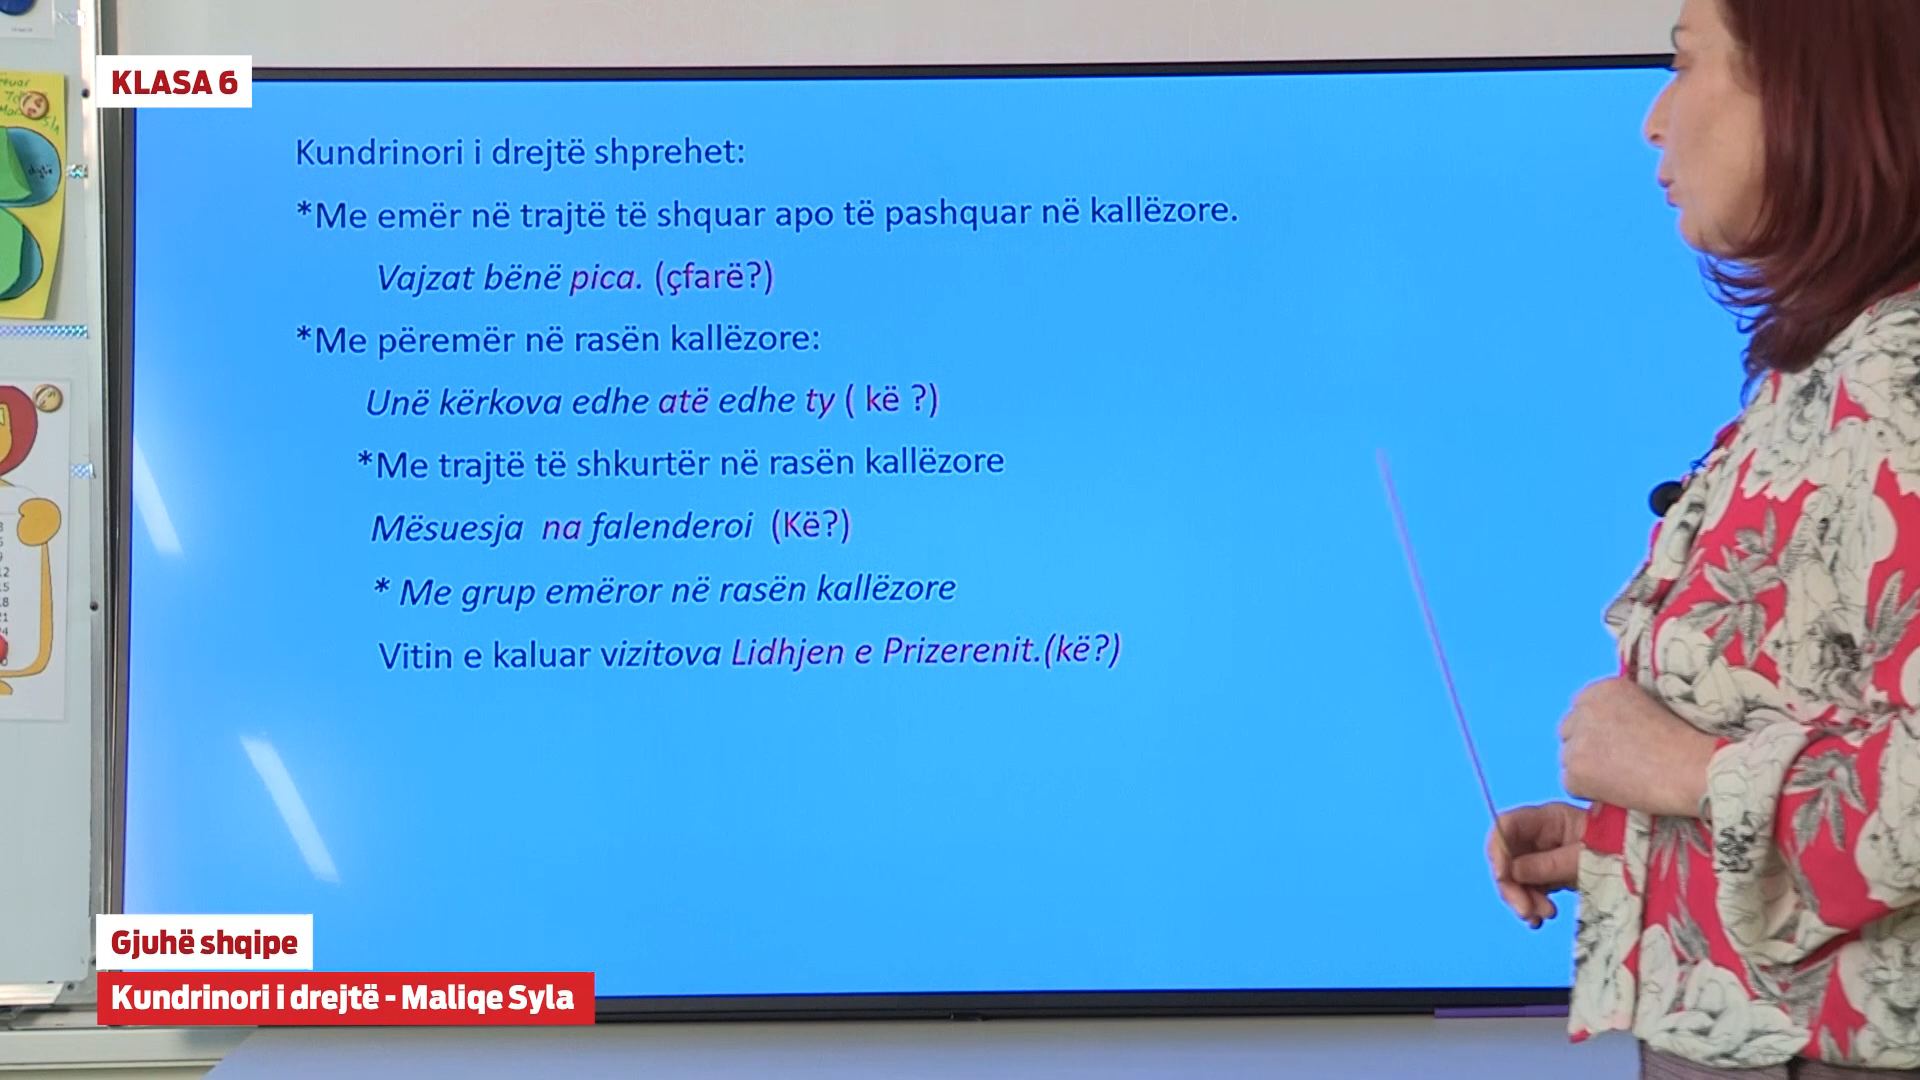 KLASA 6
Kundrinori i drejtë shprehet:
*Me emër në trajtë të shquar apo të pashquar në kallëzore.
Vajzat bënë pica. (çfarë?)
*Me përemër në rasën kallëzore:
Unë kërkova edhe atë edhe ty ( kë ?)
*Me trajtë të shkurtër në rasën kallëzore
Mësuesja na falenderoi (Kë?)
* Me grup emëror në rasën kallëzore
Vitin e kaluar vizitova Lidhjen e Prizerenit.(kë?)
Gjuhë shqipe
Kundrinori i drejtë - Maliqe Syla